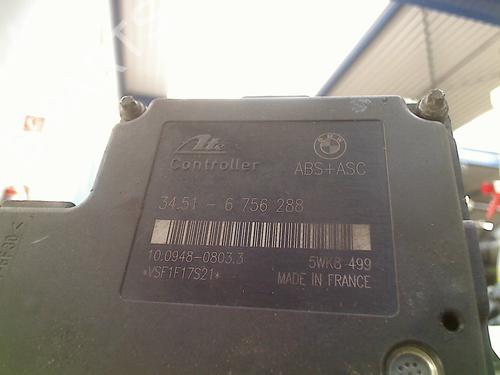 Ate
Controller
BMW
ABS+ASC
34.51 - 6 756 288
10.0948-0803.3
5WK8 499
*VSF1F17S21*
MADE IN FRANCE